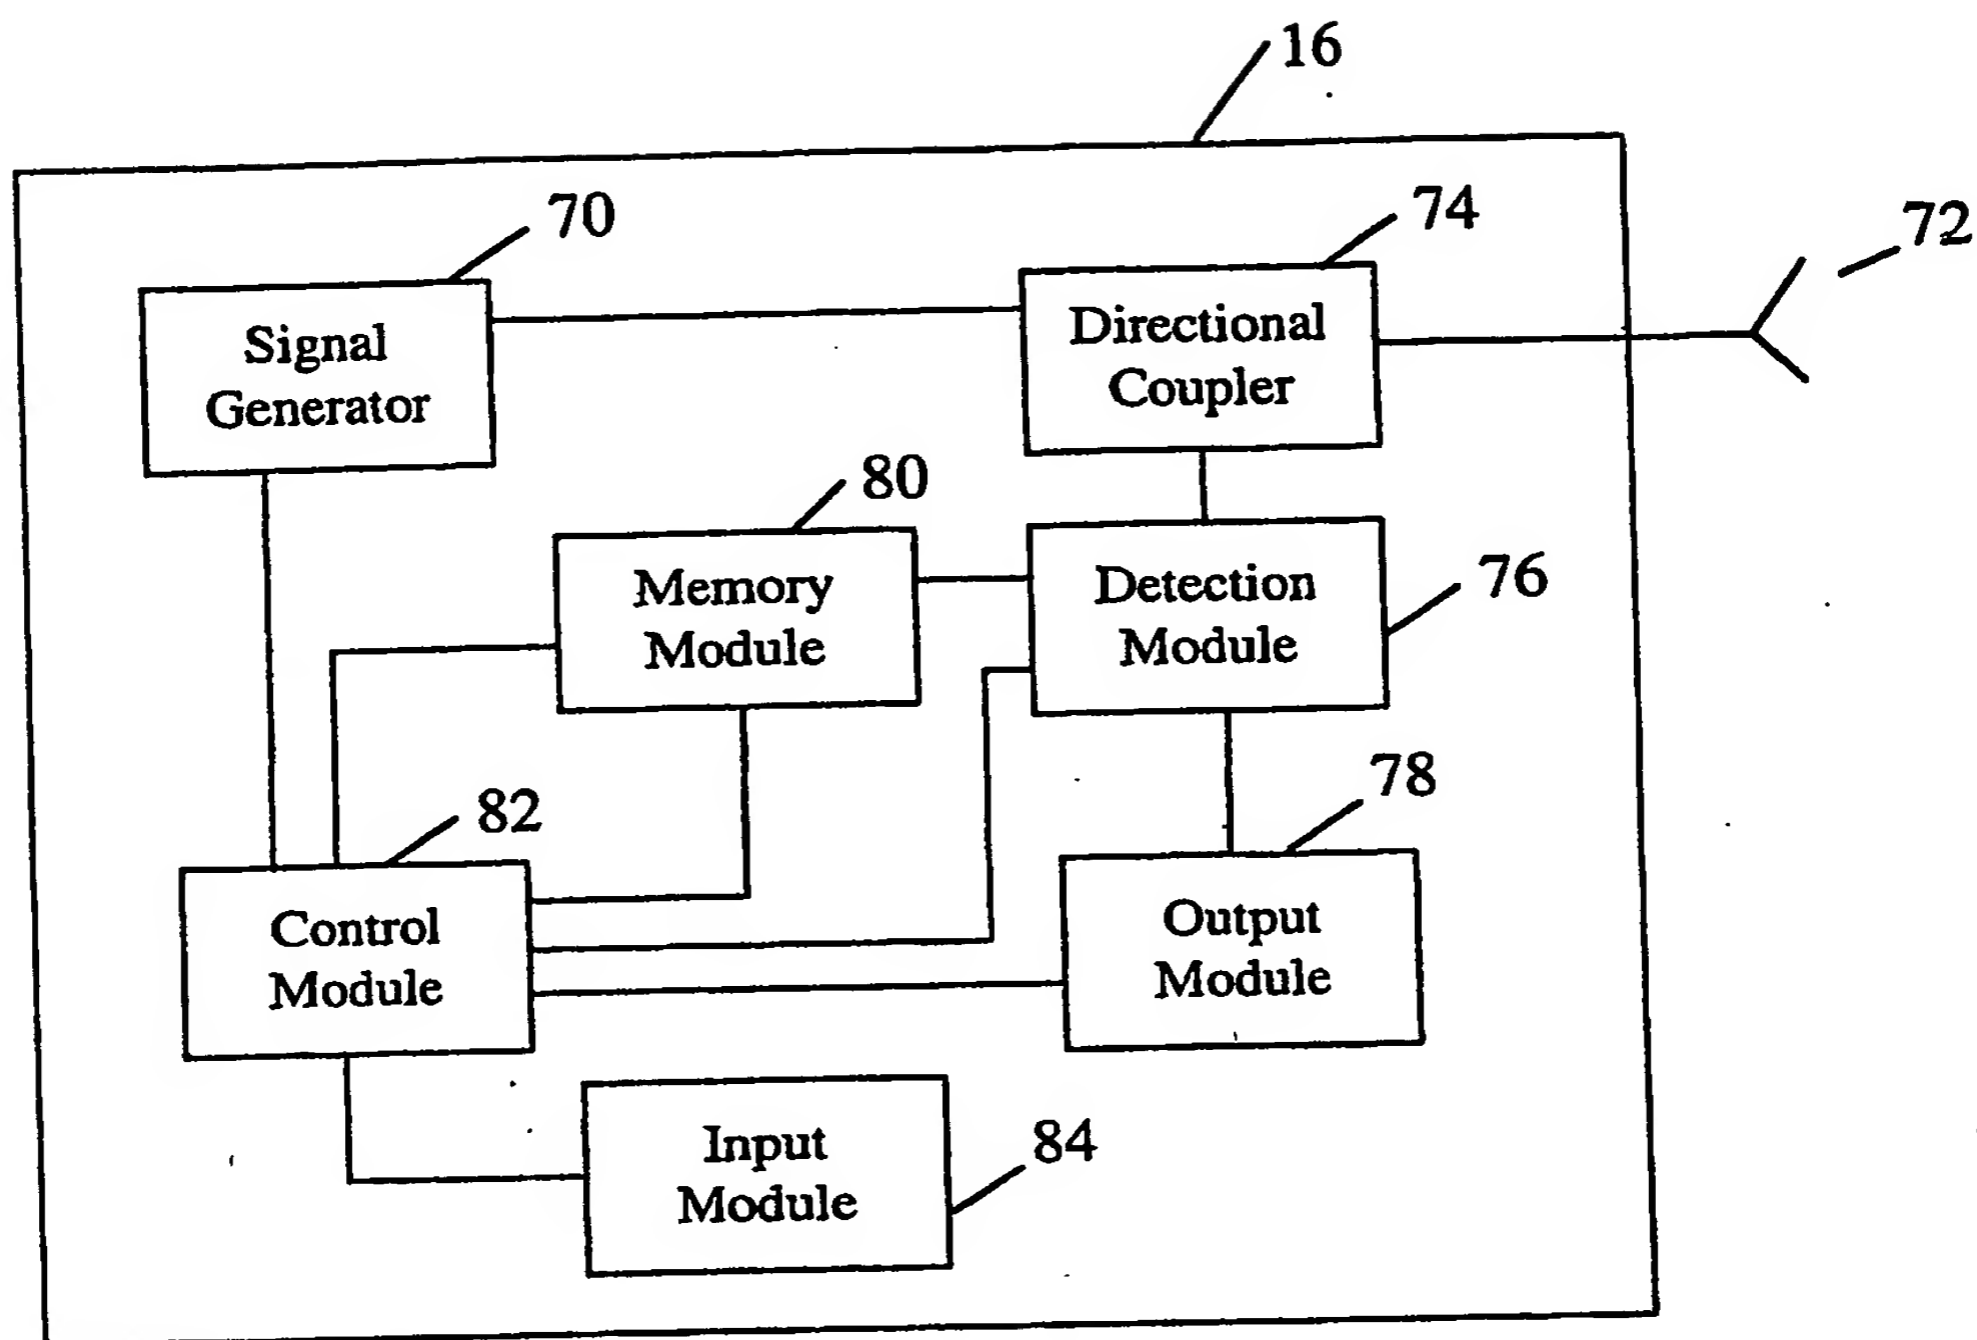 16
70
74
72
Signal
Generator
Directional
Coupler
80
Memory
Module
Detection
Module
76
82
78
Control
Module
Output
Module
Input
Module
84